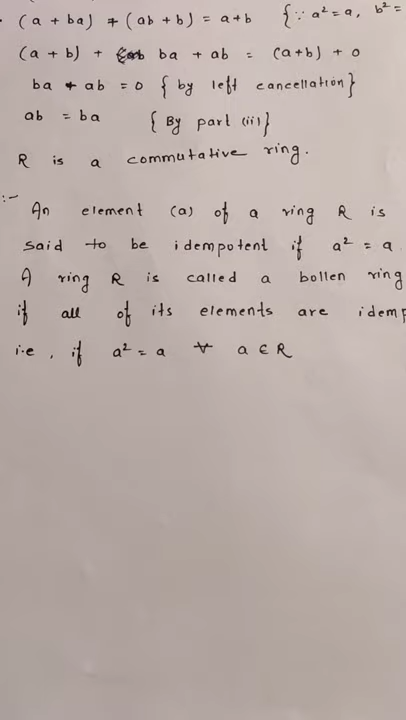 (a + ba) + (ab + b) = a+b {∵ a² = a, b² =
(a + b) + ba + ab = (a+b) + 0
ba + ab = 0 { by left cancellation}
ab = ba { By part (ii)}
R is a commutative ring.
:-
An element (a) of a ring R is
said to be idempotent if a² = a
A ring R is called a bollen ring
if all of its elements are idemp
i.e , if a² = a ∀ a ∈ R